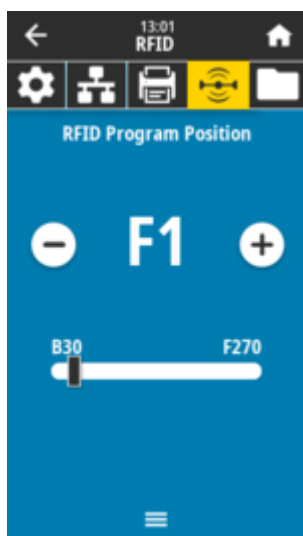 13:01
RFID
RFID Program Position
F1
B30 F270